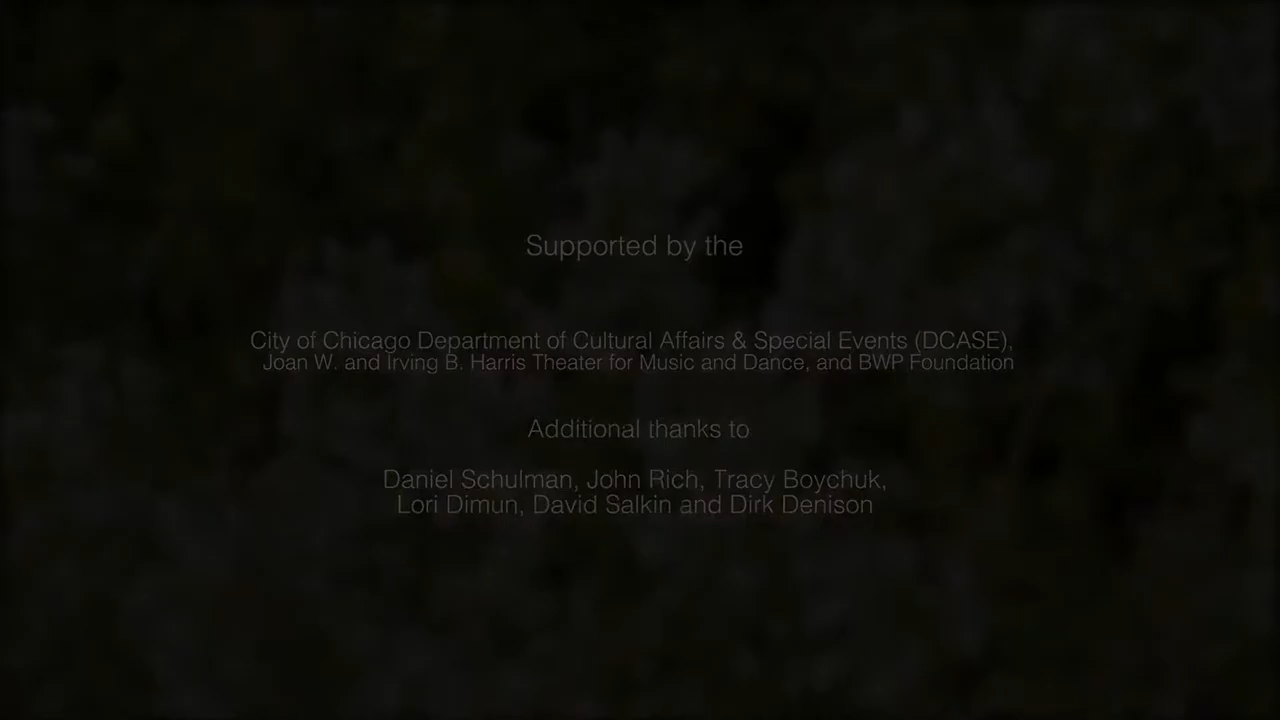 Supported by the
City of Chicago Department of Cultural Affairs & Special Events (DCASE),
Joan W. and Irving B. Harris Theater for Music and Dance, and BWP Foundation
Additional thanks to
Daniel Schulman, John Rich, Tracy Boychuk,
Lori Dimun, David Salkin and Dirk Denison